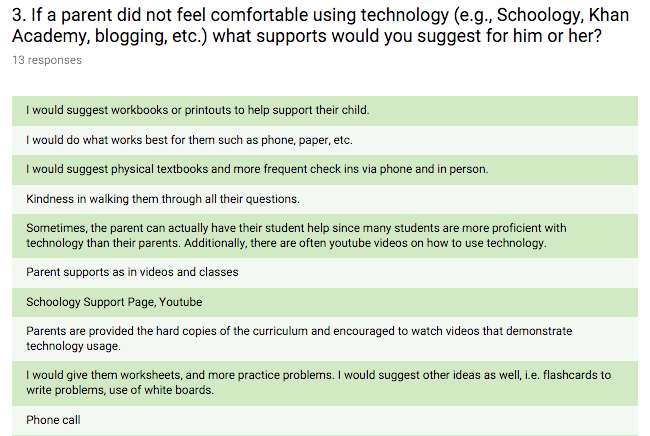 3. If a parent did not feel comfortable using technology (e.g., Schoology, Khan
Academy, blogging, etc.) what supports would you suggest for him or her?
13 responses
I would suggest workbooks or printouts to help support their child.
I would do what works best for them such as phone, paper, etc.
I would suggest physical textbooks and more frequent check ins via phone and in person.
Kindness in walking them through all their questions.
Sometimes, the parent can actually have their student help since many students are more proficient with
technology than their parents. Additionally, there are often youtube videos on how to use technology.
Parent supports as in videos and classes
Schoology Support Page, Youtube
Parents are provided the hard copies of the curriculum and encouraged to watch videos that demonstrate
technology usage.
I would give them worksheets, and more practice problems. I would suggest other ideas as well, i.e. flashcards to
write problems, use of white boards.
Phone call